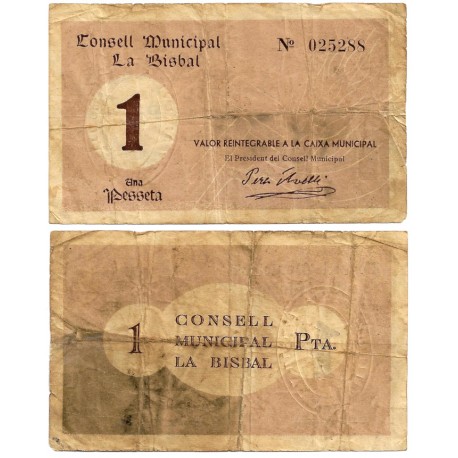 Consell Municipal
La Bisbal
Nº 025288
1
Una
Pesseta
VALOR REINTEGRABLE A LA CAIXA MUNICIPAL
El President del Consell Municipal
1
CONSELL
MUNICIPAL
LA BISBAL
PTA.